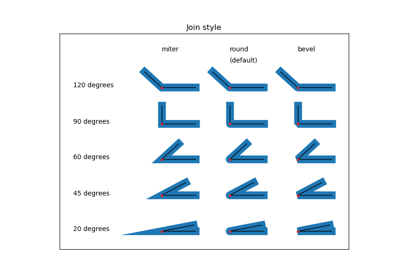 Join style
miter
round
bevel
(default)
120 degrees
90 degrees
60 degrees
45 degrees
20 degrees